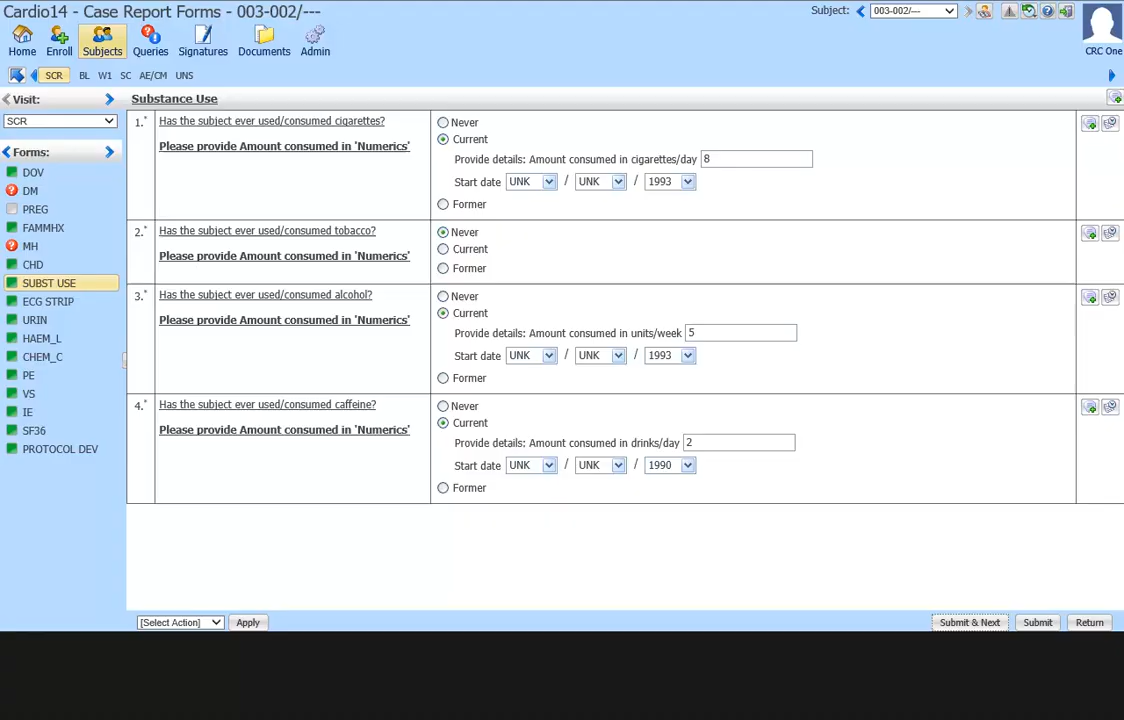 Cardio14 - Case Report Forms - 003-002/---
Subject: 003-002/---
Home Enroll Subjects Queries Signatures Documents Admin
CRC One
SCR BL W1 SC AE/CM UNS
Visit:
SCR
Forms:
DOV
DM
PREG
FAMMHX
MH
CHD
SUBST USE
ECG STRIP
URIN
HAEM_L
CHEM_C
PE
VS
IE
SF36
PROTOCOL DEV
Substance Use
1.* Has the subject ever used/consumed cigarettes?
Please provide Amount consumed in 'Numerics'
Never
Current
Provide details: Amount consumed in cigarettes/day 8
Start date UNK / UNK / 1993
Former
2.* Has the subject ever used/consumed tobacco?
Please provide Amount consumed in 'Numerics'
Never
Current
Former
3.* Has the subject ever used/consumed alcohol?
Please provide Amount consumed in 'Numerics'
Never
Current
Provide details: Amount consumed in units/week 5
Start date UNK / UNK / 1993
Former
4.* Has the subject ever used/consumed caffeine?
Please provide Amount consumed in 'Numerics'
Never
Current
Provide details: Amount consumed in drinks/day 2
Start date UNK / UNK / 1990
Former
[Select Action] Apply Submit & Next Submit Return